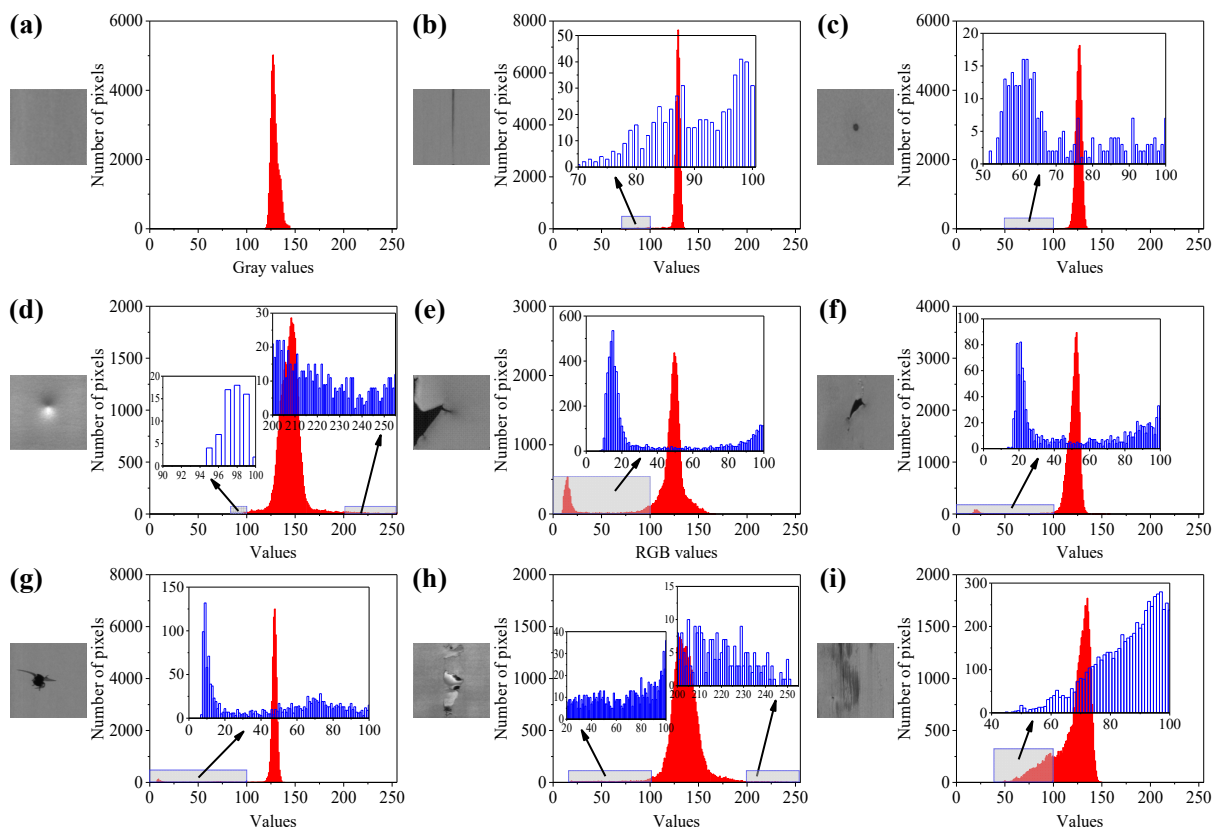 (a)
Number of pixels
6000
4000
2000
0
0 50 100 150 200 250
Gray values
(b)
Number of pixels
8000
6000
4000
2000
0
50
40
30
20
10
0
70 80 90 100
0 50 100 150 200 250
Values
(c)
Number of pixels
6000
4000
2000
0
20
15
10
5
0
50 60 70 80 90 100
0 50 100 150 200 250
Values
(d)
Number of pixels
2000
1500
1000
500
0
20
15
10
5
0
90 92 94 96 98 100
30
20
10
0
200 210 220 230 240 250
0 50 100 150 200 250
Values
(e)
Number of pixels
3000
2500
2000
1500
1000
500
0
600
400
200
0
0 20 40 60 80 100
0 50 100 150 200 250
RGB values
(f)
Number of pixels
4000
3000
2000
1000
0
100
80
60
40
20
0
0 20 40 60 80 100
0 50 100 150 200 250
Values
(g)
Number of pixels
8000
6000
4000
2000
0
150
100
50
0
0 20 40 60 80 100
0 50 100 150 200 250
Values
(h)
Number of pixels
2000
1500
1000
500
0
40
30
20
10
0
20 40 60 80 100
15
10
5
0
200 210 220 230 240 250
0 50 100 150 200 250
Values
(i)
Number of pixels
2000
1500
1000
500
0
300
200
100
0
40 60 80 100
0 50 100 150 200 250
Values